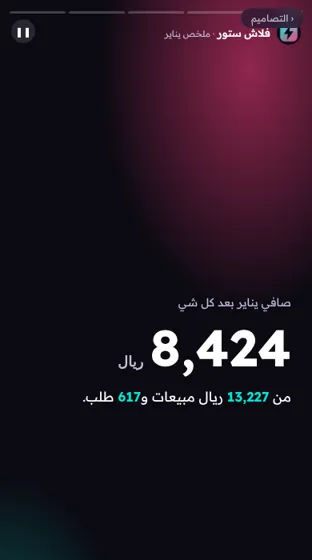 التصاميم ›
فلاش ستور · ملخص يناير
صافي يناير بعد كل شي
8,424 ريال
من 13,227 ريال مبيعات و617 طلب.